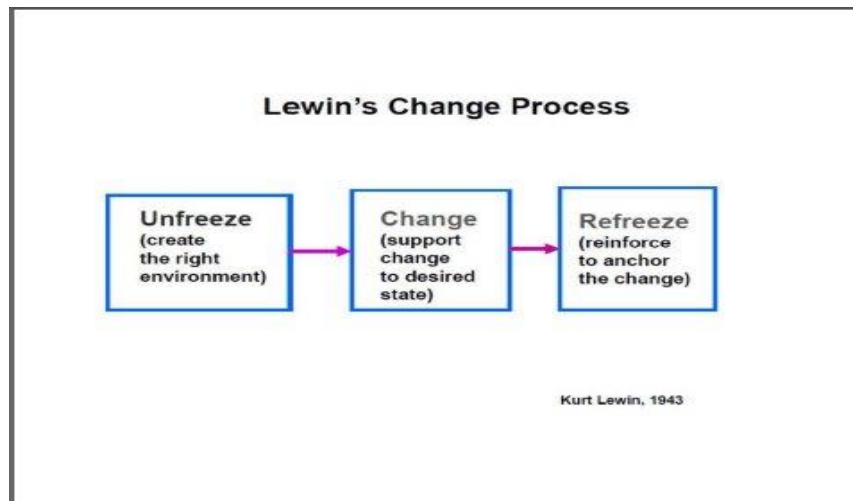 Lewin's Change Process
Unfreeze
(create
the right
environment)
Change
(support
change
to desired
state)
Refreeze
(reinforce
to anchor
the change)
Kurt Lewin, 1943